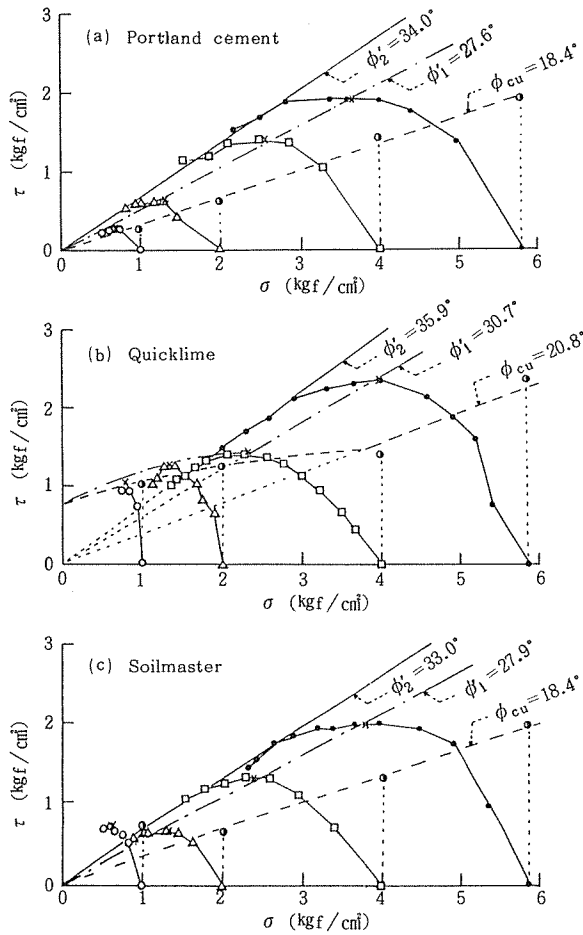 (a) Portland cement
ϕ′₂=34.0°
ϕ′₁=27.6°
ϕcu=18.4°
τ (kgf/cm²)
3
2
1
0
0 1 2 3 4 5 6
σ (kgf/cm²)
(b) Quicklime
ϕ′₂=35.9°
ϕ′₁=30.7°
ϕcu=20.8°
τ (kgf/cm²)
3
2
1
0
0 1 2 3 4 5 6
σ (kgf/cm²)
(c) Soilmaster
ϕ′₂=33.0°
ϕ′₁=27.9°
ϕcu=18.4°
τ (kgf/cm²)
3
2
1
0
0 1 2 3 4 5 6
σ (kgf/cm²)